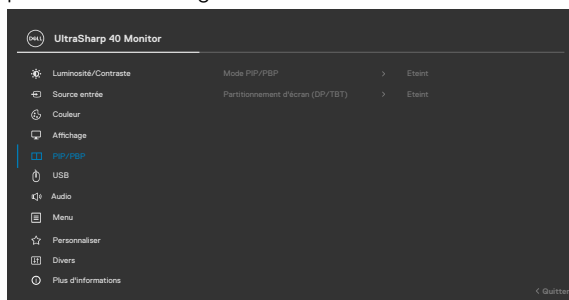 DELL UltraSharp 40 Monitor
Luminosité/Contraste Mode PIP/PBP > Eteint
Source entrée Partitionnement d'écran (DP/TBT) > Eteint
Couleur
Affichage
PIP/PBP
USB
Audio
Menu
Personnaliser
Divers
Plus d'informations
< Quitter